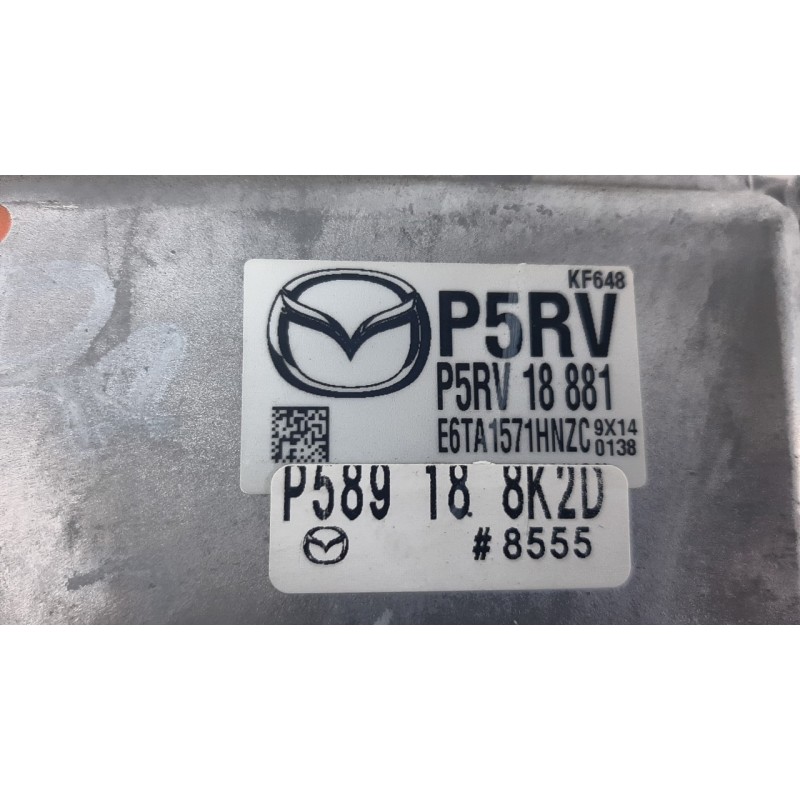 KF648
P5RV
P5RV 18 881
E6TA1571HNZC 9X14
0138
P589 18 8K2D
#8555